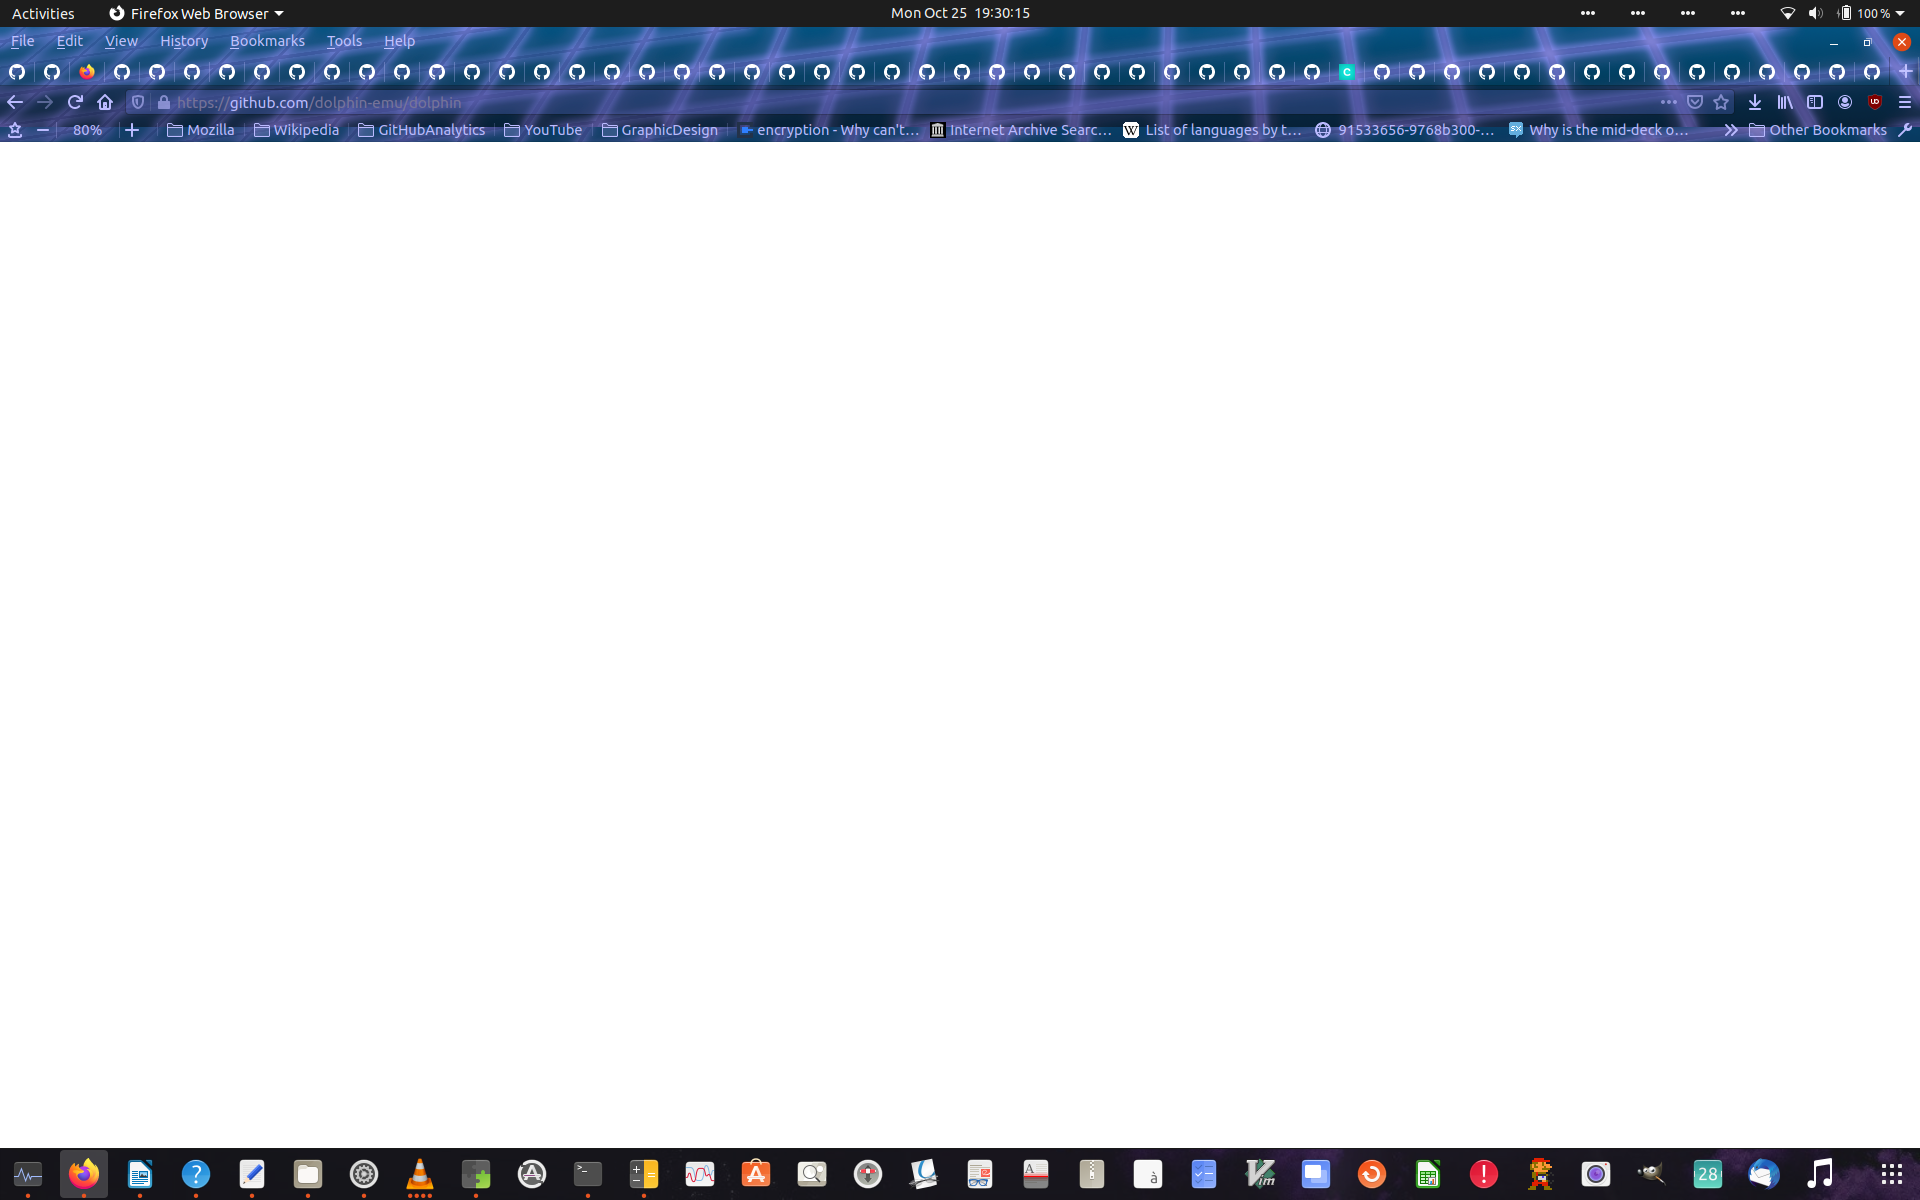 Activities Firefox Web Browser Mon Oct 25 19:30:15 100 %
File Edit View History Bookmarks Tools Help
C
https://github.com/dolphin-emu/dolphin
80% Mozilla Wikipedia GitHubAnalytics YouTube GraphicDesign encryption - Why can't… Internet Archive Searc… W List of languages by t… 91533656-9768b300-… Why is the mid-deck o… Other Bookmarks
? >_ A à Vim ! 28